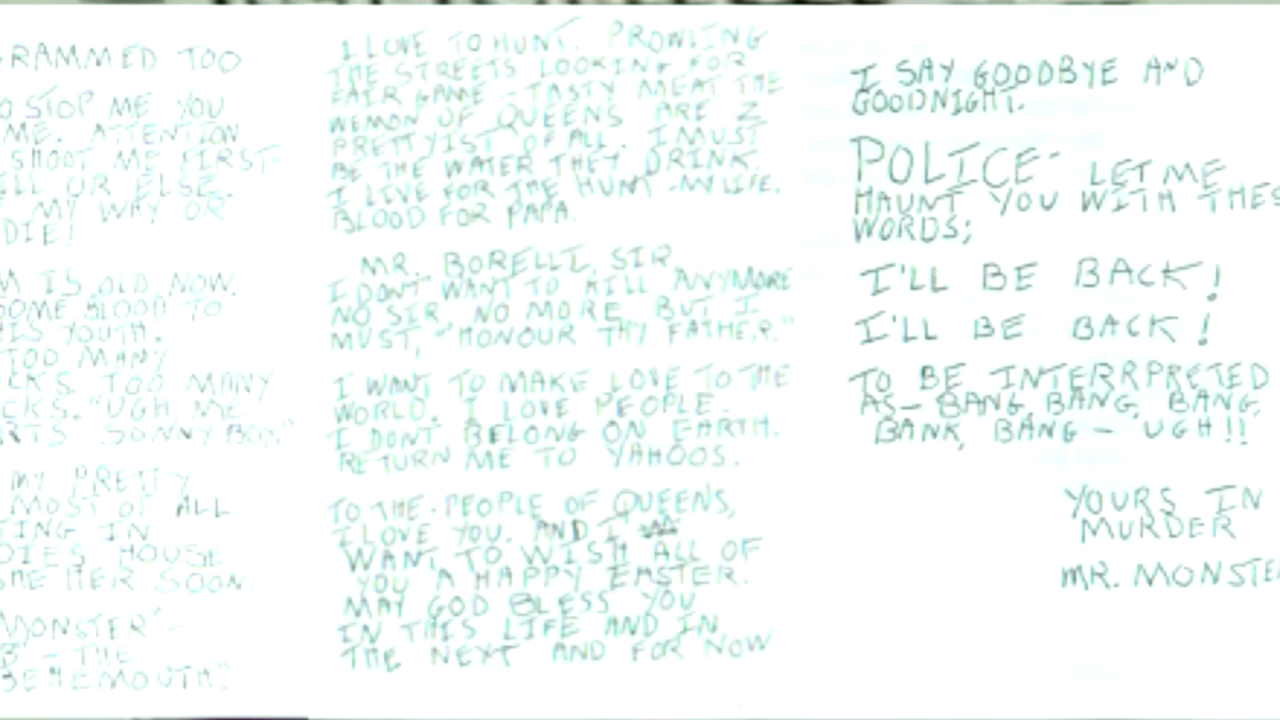 RAMMED TOO
STOP ME YOU
ME. ATTENTION
SHOOT ME FIRST-
ILL OR ELSE.
MY WAY OR
DIE!
M IS OLD NOW.
OME BLOOD TO
IS YOUTH.
TOO MANY
CKS. TOO MANY
CKS. "UGH ME
RTS SONNY BOY."
MY PRETTY
MOST OF ALL
TING IN
DIES HOUSE
HER SOON.
MONSTER"-
B"- THE
BEHEMOUTH".
I LOVE TO HUNT. PROWLING
THE STREETS LOOKING FOR
FAIR GAME - TASTY MEAT. THE
WEMON OF QUEENS ARE Z
PRETTYIST OF ALL. I MUST
BE THE WATER THEY DRINK.
I LIVE FOR THE HUNT - MY LIFE.
BLOOD FOR PAPA.
MR. BORELLI, SIR
I DONT WANT TO KILL ANYMORE
NO SIR, NO MORE BUT I
MUST, "HONOUR THY FATHER."
I WANT TO MAKE LOVE TO THE
WORLD. I LOVE PEOPLE.
I DONT BELONG ON EARTH.
RETURN ME TO YAHOOS.
TO THE PEOPLE OF QUEENS,
I LOVE YOU. AND I
WANT TO WISH ALL OF
YOU A HAPPY EASTER.
MAY GOD BLESS YOU
IN THIS LIFE AND IN
THE NEXT AND FOR NOW
I SAY GOODBYE AND
GOODNIGHT.
POLICE- LET ME
HAUNT YOU WITH THES
WORDS;
I'LL BE BACK!
I'LL BE BACK!
TO BE INTERRPRETED
AS- BANG, BANG, BANG,
BANK, BANG - UGH!!
YOURS IN
MURDER
MR. MONSTE